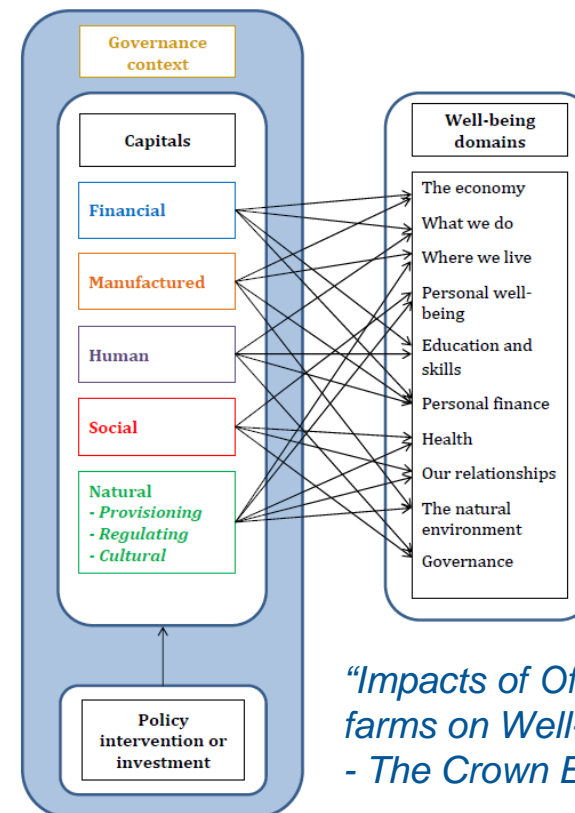 Governance
context
Capitals
Financial
Manufactured
Human
Social
Natural
- Provisioning
- Regulating
- Cultural
Policy
intervention or
investment
Well-being
domains
The economy
What we do
Where we live
Personal well-
being
Education and
skills
Personal finance
Health
Our relationships
The natural
environment
Governance
“Impacts of Of
farms on Well-
- The Crown E